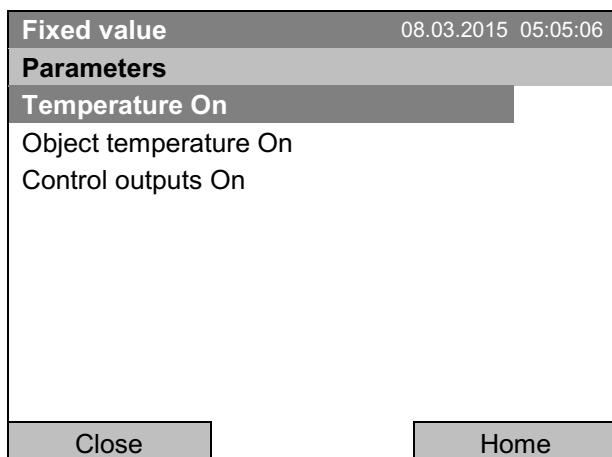 Fixed value 08.03.2015 05:05:06
Parameters
Temperature On
Object temperature On
Control outputs On
Close Home